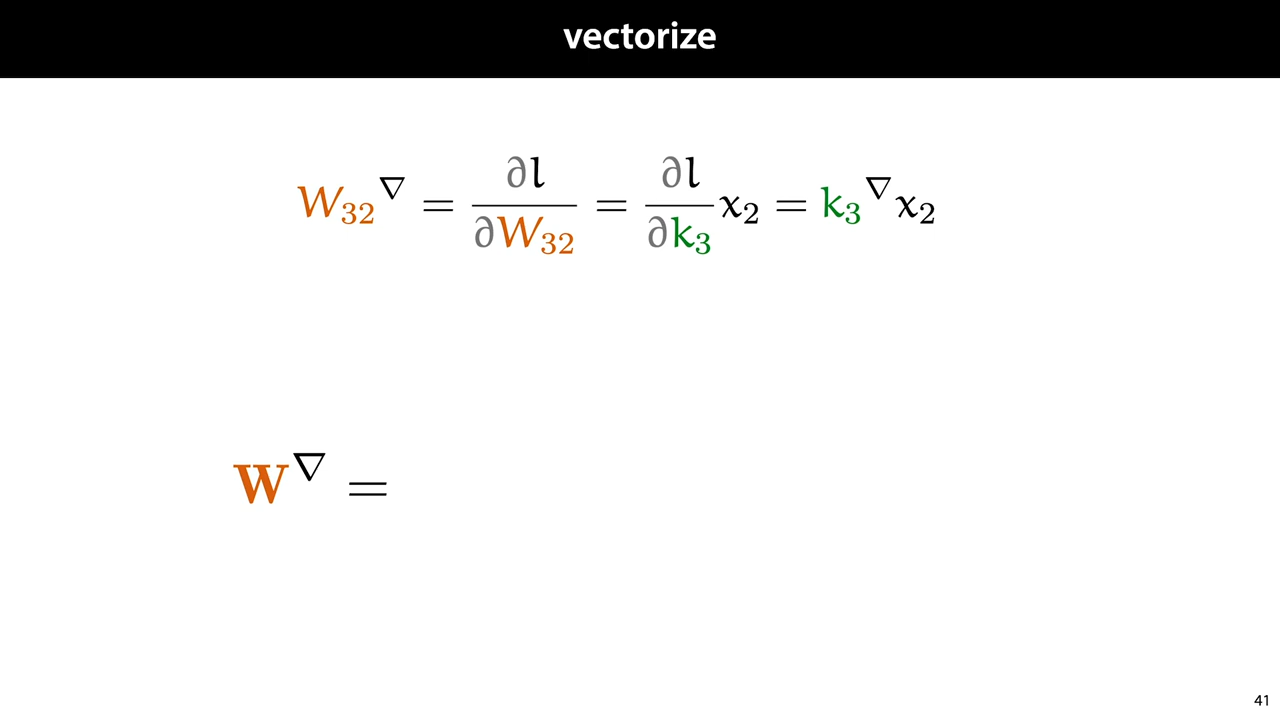 vectorize
W₃₂^∇ = ∂l/∂W₃₂ = ∂l/∂k₃ x₂ = k₃^∇ x₂
W^∇ =
41